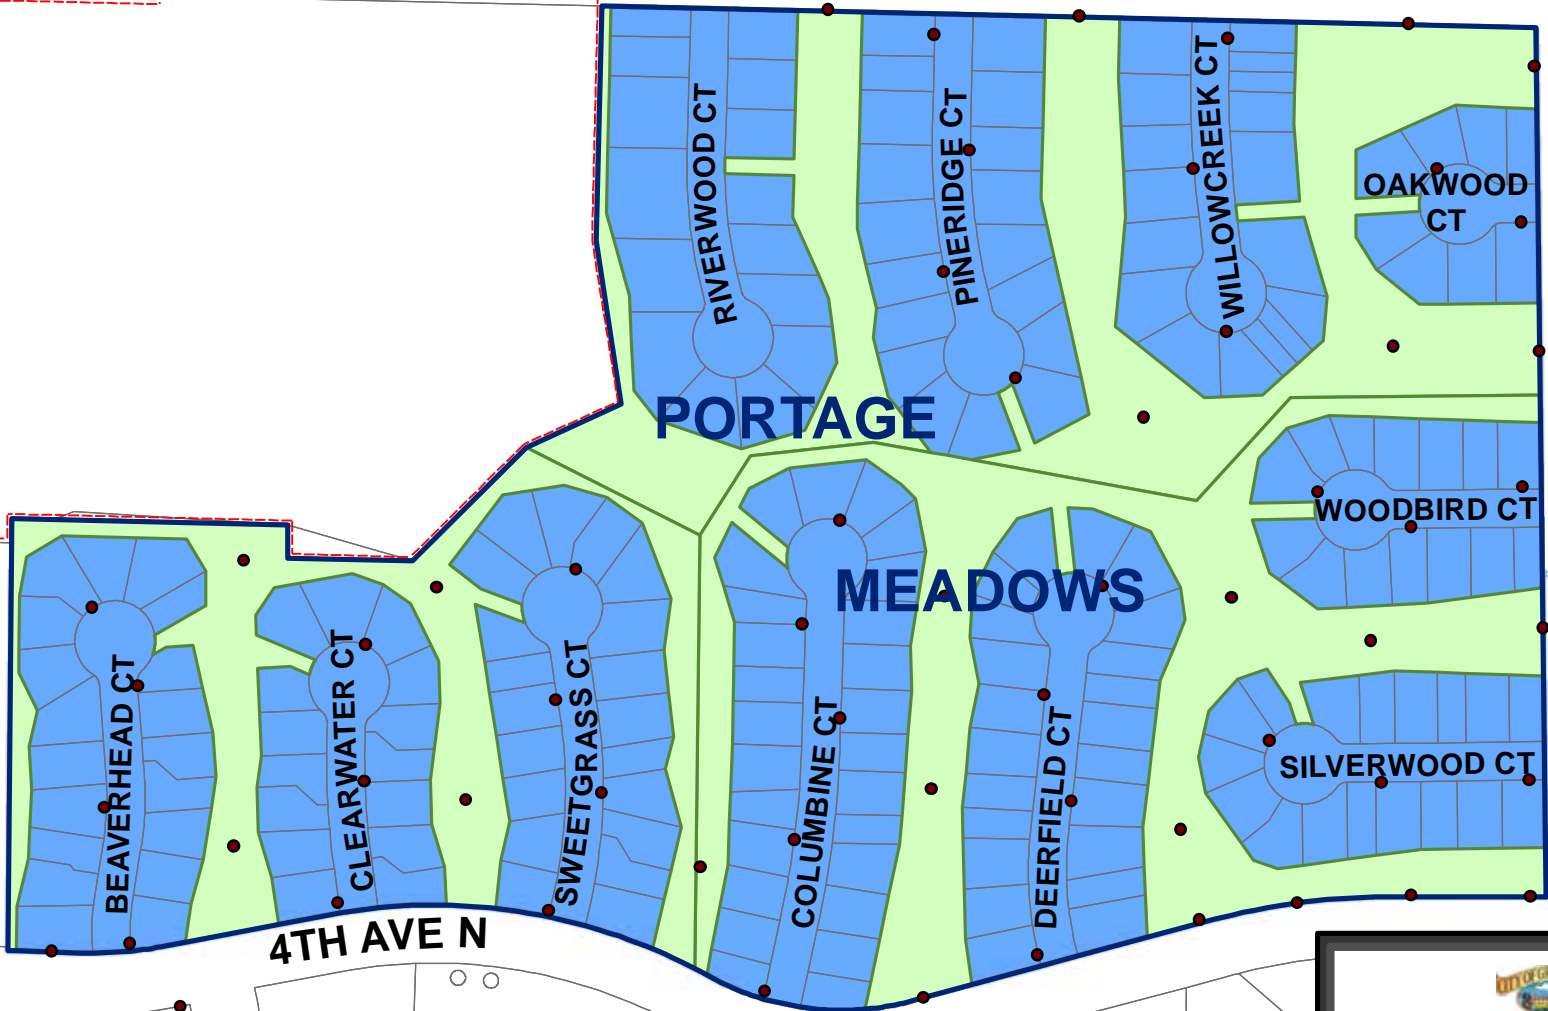 RIVERWOOD CT
PINERIDGE CT
WILLOWCREEK CT
OAKWOOD
CT
PORTAGE
WOODBIRD CT
MEADOWS
BEAVERHEAD CT
CLEARWATER CT
SWEETGRASS CT
COLUMBINE CT
DEERFIELD CT
SILVERWOOD CT
4TH AVE N